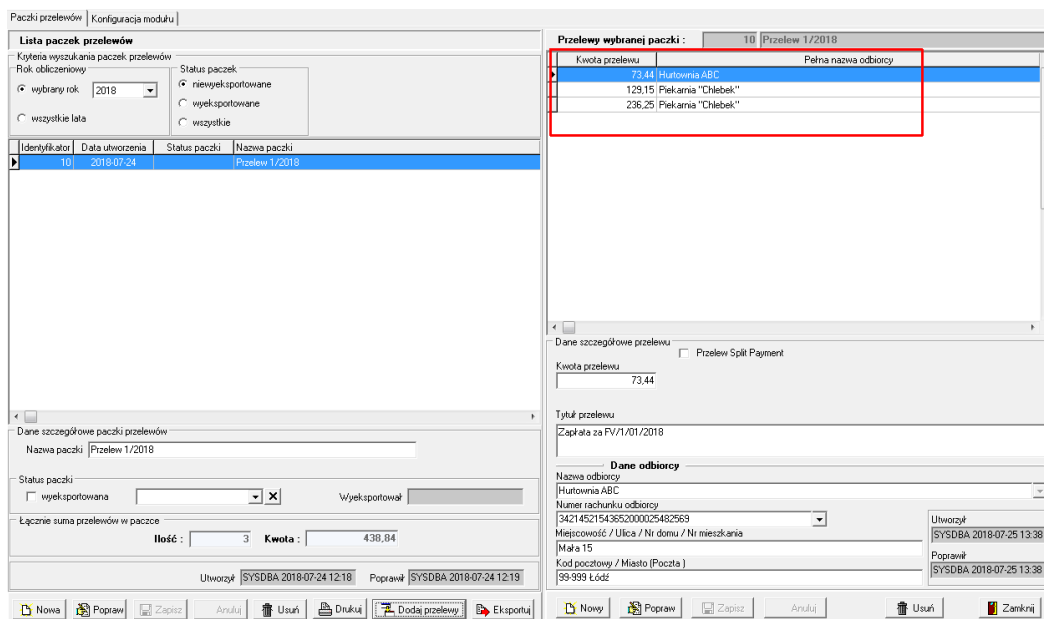 Paczki przelewów Konfiguracja modułu
Lista paczek przelewów
Kryteria wyszukania paczek przelewów
Rok obliczeniowy
wybrany rok 2018
wszystkie lata
Status paczek
niewyeksportowane
wyeksportowane
wszystkie
Identyfikator Data utworzenia Status paczki Nazwa paczki
10 2018-07-24 Przelew 1/2018
Dane szczegółowe paczki przelewów
Nazwa paczki Przelew 1/2018
Status paczki
wyeksportowana Wyeksportował
Łącznie suma przelewów w paczce
Ilość : 3 Kwota : 438,84
Utworzył SYSDBA 2018-07-24 12:18 Poprawił SYSDBA 2018-07-24 12:19
Nowa Popraw Zapisz Anuluj Usuń Drukuj Dodaj przelewy Eksportuj
Przelewy wybranej paczki : 10 Przelew 1/2018
Kwota przelewu Pełna nazwa odbiorcy
73,44 Hurtownia ABC
129,15 Piekarnia "Chlebek"
236,25 Piekarnia "Chlebek"
Dane szczegółowe przelewu
Przelew Split Payment
Kwota przelewu
73,44
Tytuł przelewu
Zapłata za FV/1/01/2018
Dane odbiorcy
Nazwa odbiorcy
Hurtownia ABC
Numer rachunku odbiorcy
34214521543652000025482569
Miejscowość / Ulica / Nr domu / Nr mieszkania
Mała 15
Kod pocztowy / Miasto (Poczta )
99-999 Łódź
Utworzył
SYSDBA 2018-07-25 13:38
Poprawił
SYSDBA 2018-07-25 13:38
Nowy Popraw Zapisz Anuluj Usuń Zamknij